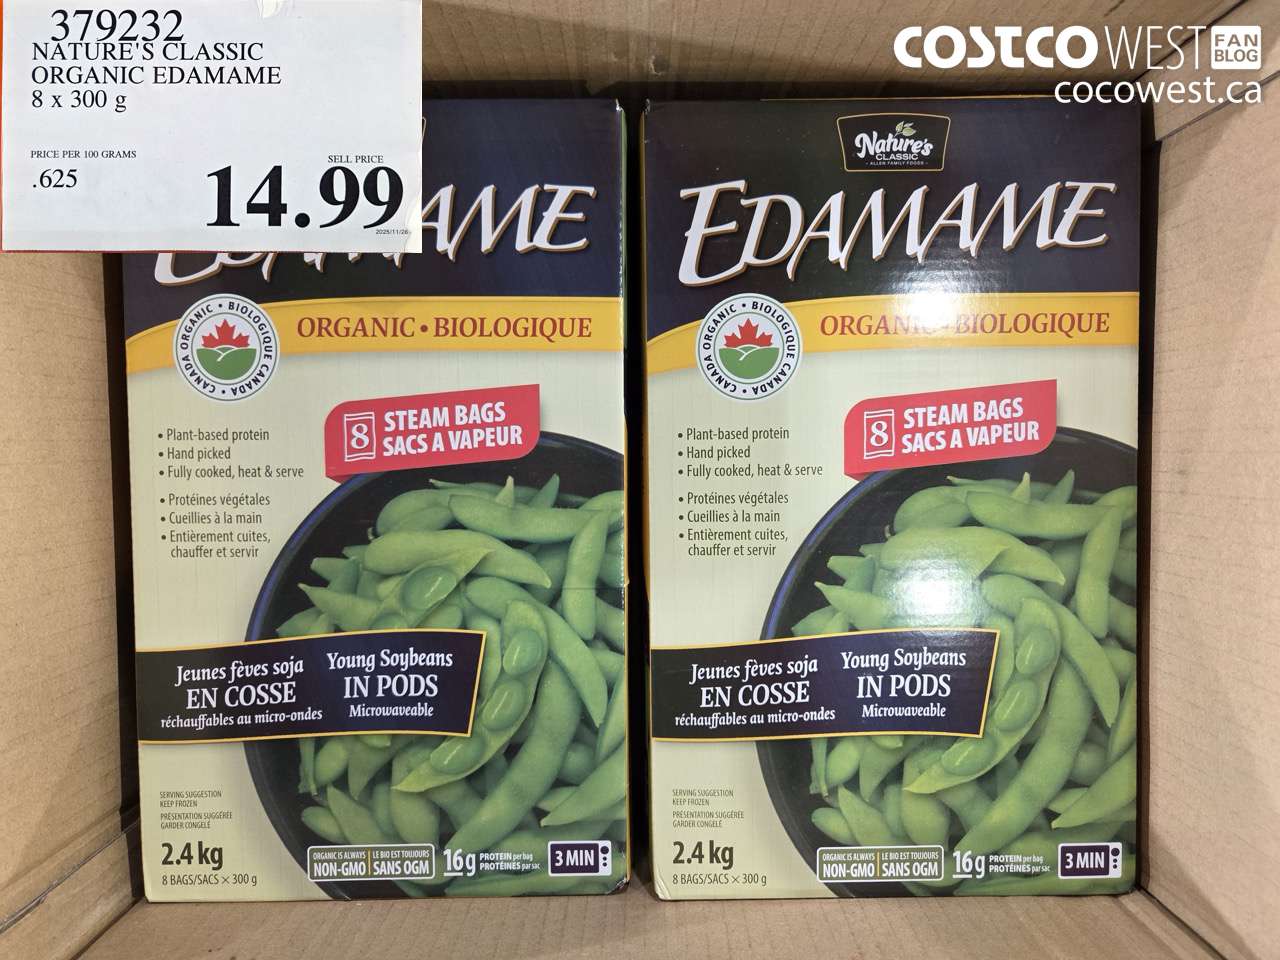 379232
NATURE'S CLASSIC
ORGANIC EDAMAME
8 x 300 g
PRICE PER 100 GRAMS
.625
SELL PRICE
14.99
2025/11/26
COSTCO WEST FAN BLOG
cocowest.ca
EDAMAME
ORGANIC • BIOLOGIQUE
CANADA ORGANIC • BIOLOGIQUE CANADA •
8 STEAM BAGS
SACS A VAPEUR
• Plant-based protein
• Hand picked
• Fully cooked, heat & serve
• Protéines végétales
• Cueillies à la main
• Entièrement cuites,
chauffer et servir
Jeunes fèves soja
EN COSSE
réchauffables au micro-ondes
Young Soybeans
IN PODS
Microwaveable
SERVING SUGGESTION
KEEP FROZEN
PRÉSENTATION SUGGÉRÉE
GARDER CONGELÉ
2.4 kg
8 BAGS/SACS × 300 g
ORGANIC IS ALWAYS
NON-GMO
LE BIO EST TOUJOURS
SANS OGM
16g PROTEIN per bag
PROTÉINES par sac
3 MIN
Nature's
CLASSIC
- ALLEN FAMILY FOODS -
EDAMAME
ORGANIC • BIOLOGIQUE
CANADA ORGANIC • BIOLOGIQUE CANADA •
8 STEAM BAGS
SACS A VAPEUR
• Plant-based protein
• Hand picked
• Fully cooked, heat & serve
• Protéines végétales
• Cueillies à la main
• Entièrement cuites,
chauffer et servir
Jeunes fèves soja
EN COSSE
réchauffables au micro-ondes
Young Soybeans
IN PODS
Microwaveable
SERVING SUGGESTION
KEEP FROZEN
PRÉSENTATION SUGGÉRÉE
GARDER CONGELÉ
2.4 kg
8 BAGS/SACS × 300 g
ORGANIC IS ALWAYS
NON-GMO
LE BIO EST TOUJOURS
SANS OGM
16g PROTEIN per bag
PROTÉINES par sac
3 MIN